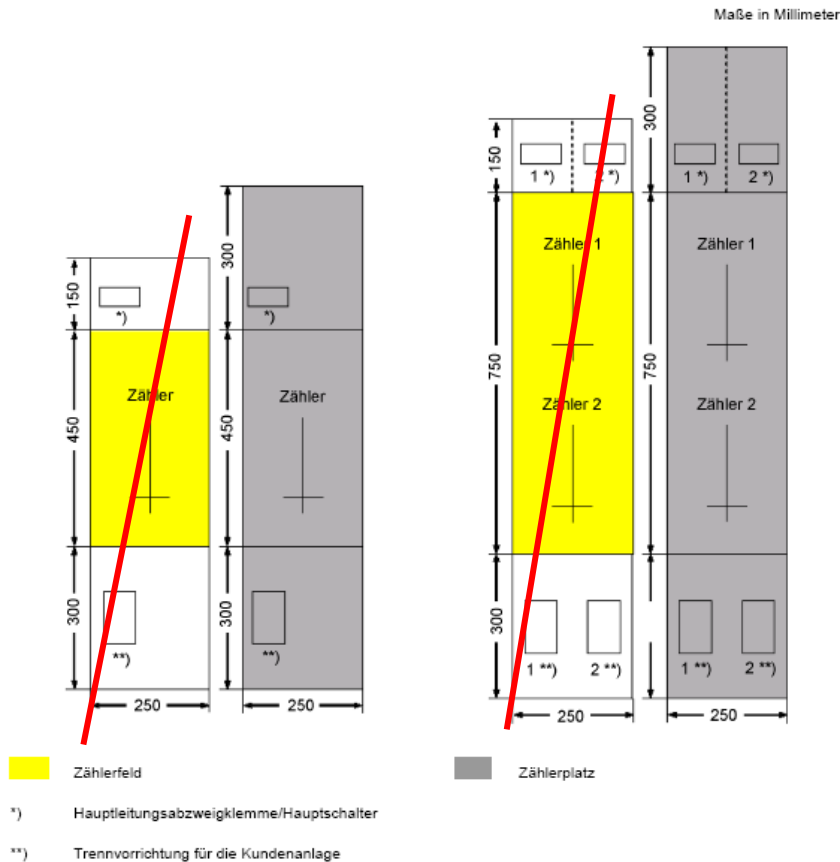 Maße in Millimeter
300
150
1 *) 2 *) 1 *) 2 *)
Zähler 1 Zähler 1
300
150
*) *)
750 750
Zähler Zähler
Zähler 2 Zähler 2
450 450
300 300
300
**) **)
1 **) 2 **) 1 **) 2 **)
250 250
250 250
Zählerfeld Zählerplatz
*) Hauptleitungsabzweigklemme/Hauptschalter
**) Trennvorrichtung für die Kundenanlage